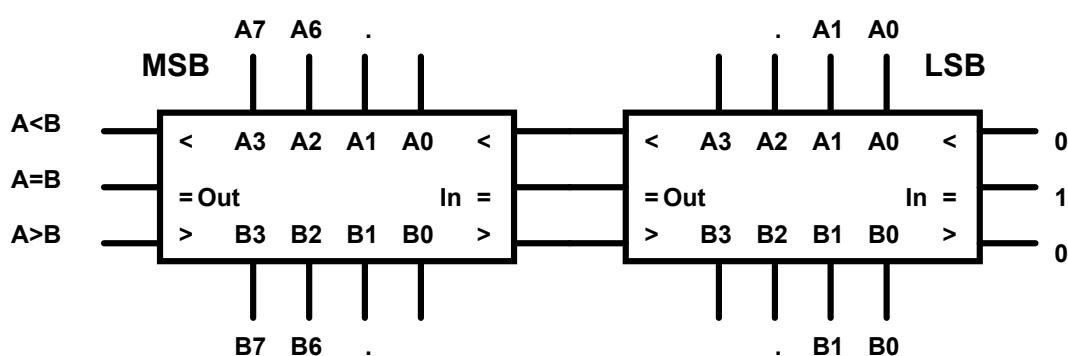 A7 A6 . . A1 A0
MSB LSB
A<B < A3 A2 A1 A0 < < A3 A2 A1 A0 < 0
A=B = Out In = = Out In = 1
A>B > B3 B2 B1 B0 > > B3 B2 B1 B0 > 0
B7 B6 . . B1 B0